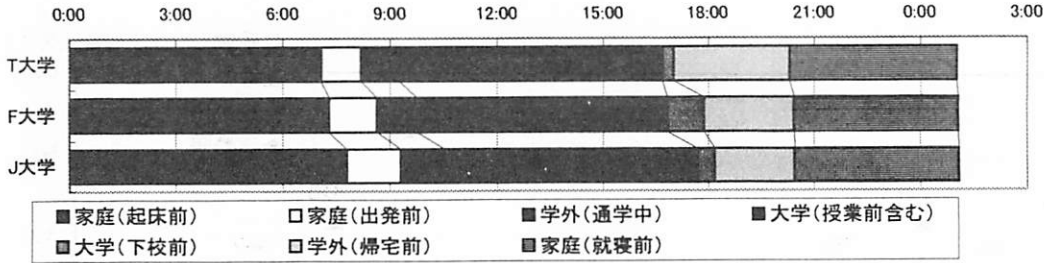 0:00 3:00 6:00 9:00 12:00 15:00 18:00 21:00 0:00 3:00
T大学
F大学
J大学
家庭(起床前) 家庭(出発前) 学外(通学中) 大学(授業前含む)
大学(下校前) 学外(帰宅前) 家庭(就寝前)